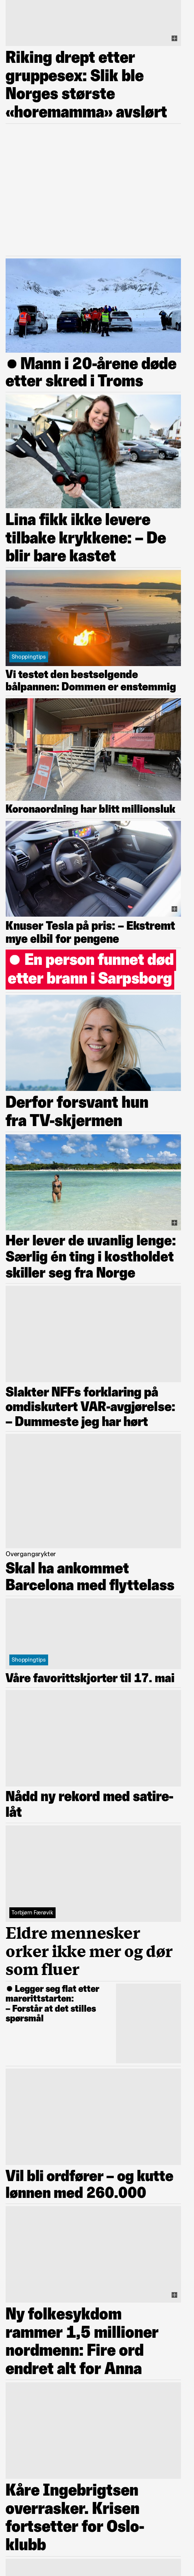 Riking drept etter
gruppesex: Slik ble
Norges største
«horemamma» avslørt
Mann i 20-årene døde
etter skred i Troms
Lina fikk ikke levere
tilbake krykkene: – De
blir bare kastet
Shoppingtips
Vi testet den bestselgende
bålpannen: Dommen er enstemmig
Koronaordning har blitt millionsluk
Knuser Tesla på pris: – Ekstremt
mye elbil for pengene
En person funnet død
etter brann i Sarpsborg
Derfor forsvant hun
fra TV-skjermen
Her lever de uvanlig lenge:
Særlig én ting i kostholdet
skiller seg fra Norge
Slakter NFFs forklaring på
omdiskutert VAR-avgjørelse:
– Dummeste jeg har hørt
Overgangsrykter
Skal ha ankommet
Barcelona med flyttelass
Shoppingtips
Våre favorittskjorter til 17. mai
Nådd ny rekord med satire-
låt
Torbjørn Færøvik
Eldre mennesker
orker ikke mer og dør
som fluer
Legger seg flat etter
marerittstarten:
– Forstår at det stilles
spørsmål
Vil bli ordfører – og kutte
lønnen med 260.000
Ny folkesykdom
rammer 1,5 millioner
nordmenn: Fire ord
endret alt for Anna
Kåre Ingebrigtsen
overrasker. Krisen
fortsetter for Oslo-
klubb